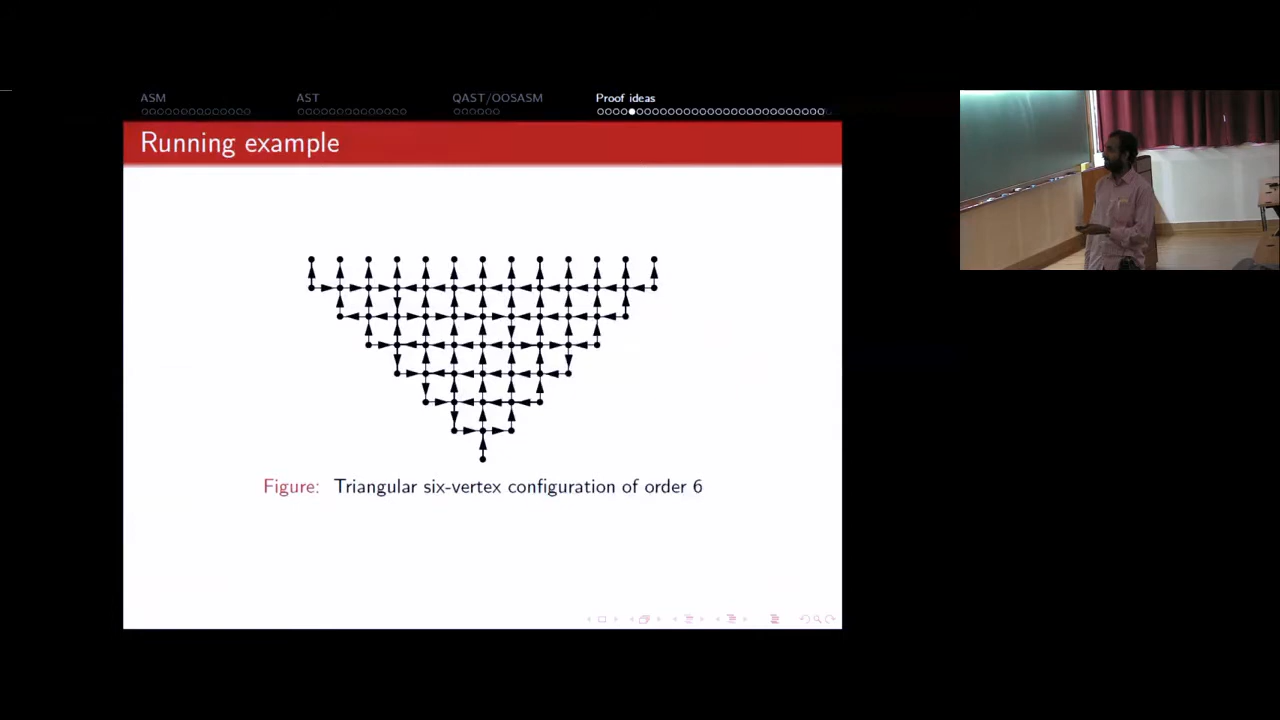 ASM AST QAST/OOSASM Proof ideas
Running example
Figure: Triangular six-vertex configuration of order 6